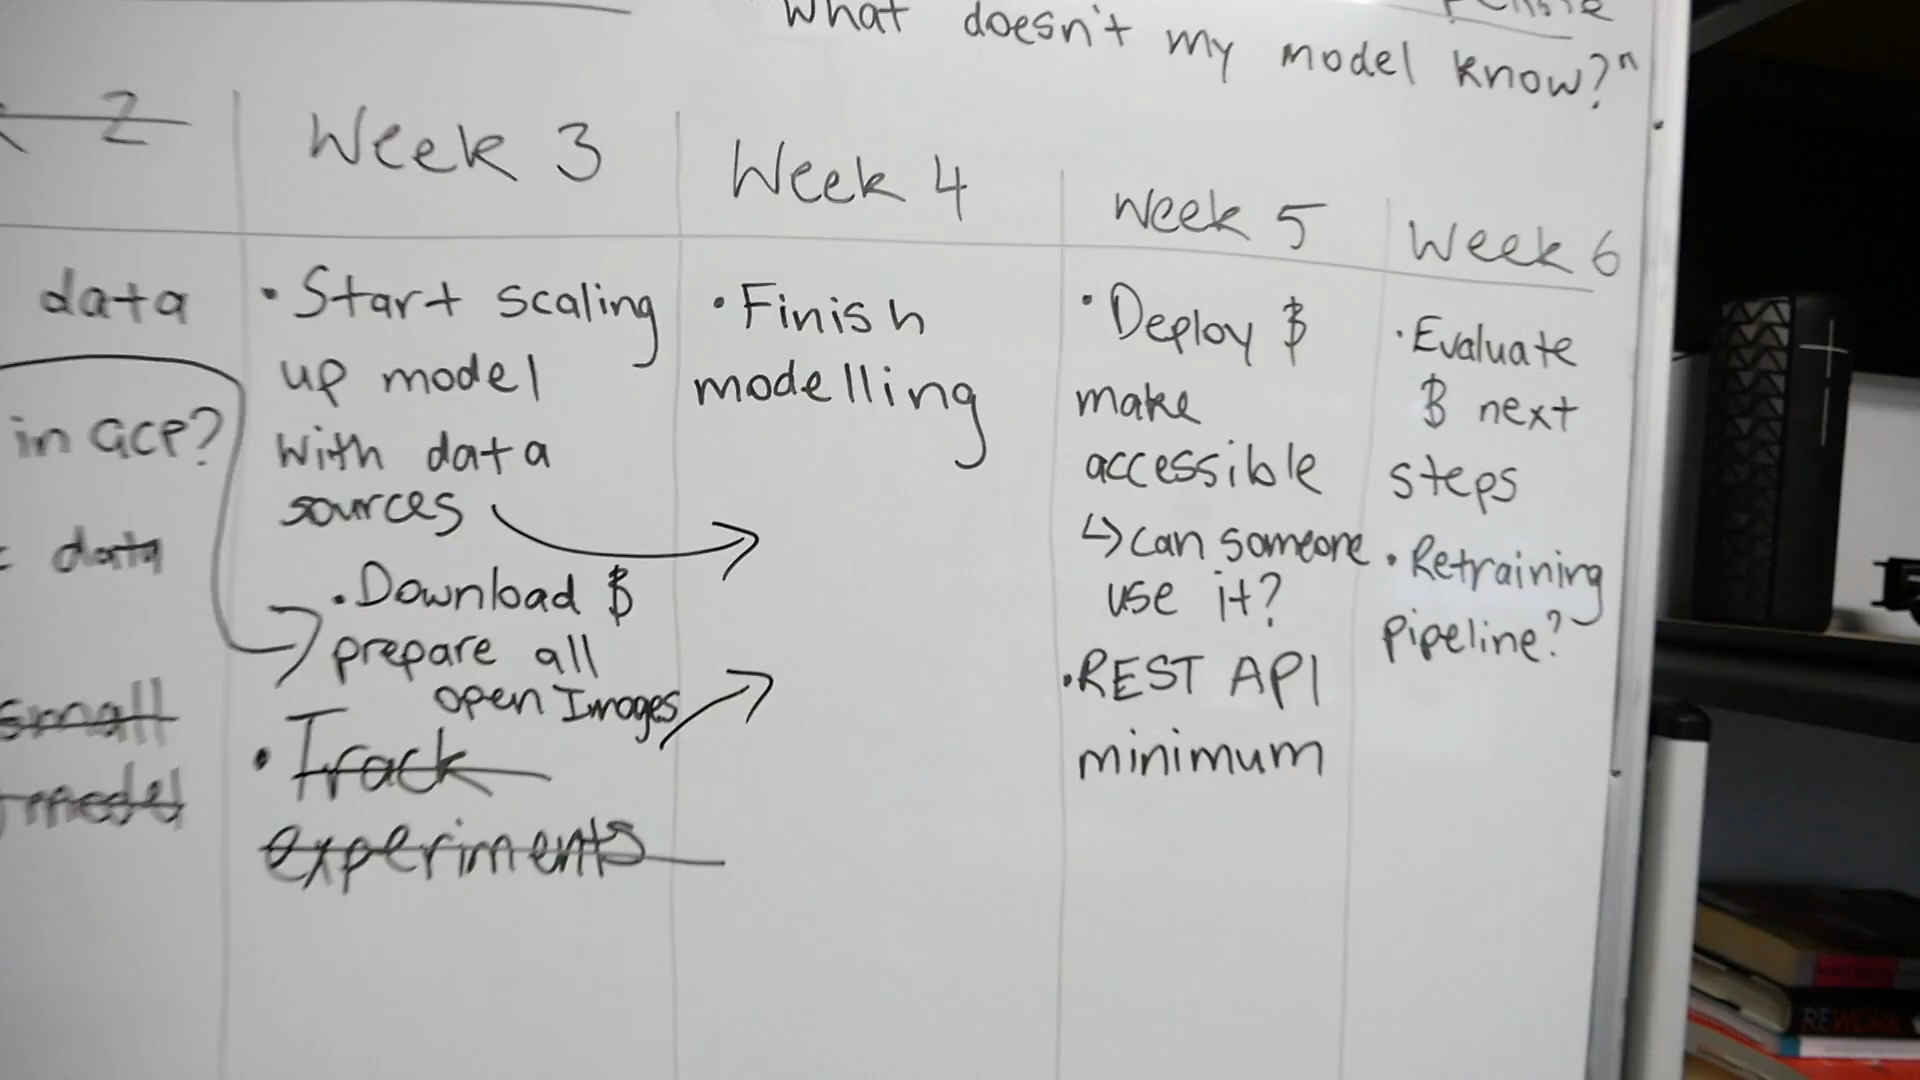 "What doesn't my model know?"
2
Week 3
Week 4
Week 5
Week 6
data
in GCP?
data
small
model
• Start scaling
up model
with data
sources
• Download &
prepare all
open Images
• Track
experiments
• Finish
modelling
• Deploy &
make
accessible
↳ can someone
use it?
• REST API
minimum
• Evaluate
& next
steps
• Retraining
pipeline?
REWORK